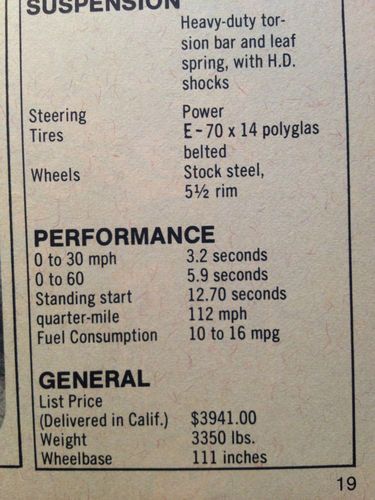 SUSPENSION
Heavy-duty tor-
sion bar and leaf
spring, with H.D.
shocks
Steering Power
Tires E-70 x 14 polyglas
belted
Wheels Stock steel,
5½ rim
PERFORMANCE
0 to 30 mph 3.2 seconds
0 to 60 5.9 seconds
Standing start 12.70 seconds
quarter-mile 112 mph
Fuel Consumption 10 to 16 mpg
GENERAL
List Price
(Delivered in Calif.) $3941.00
Weight 3350 lbs.
Wheelbase 111 inches
19